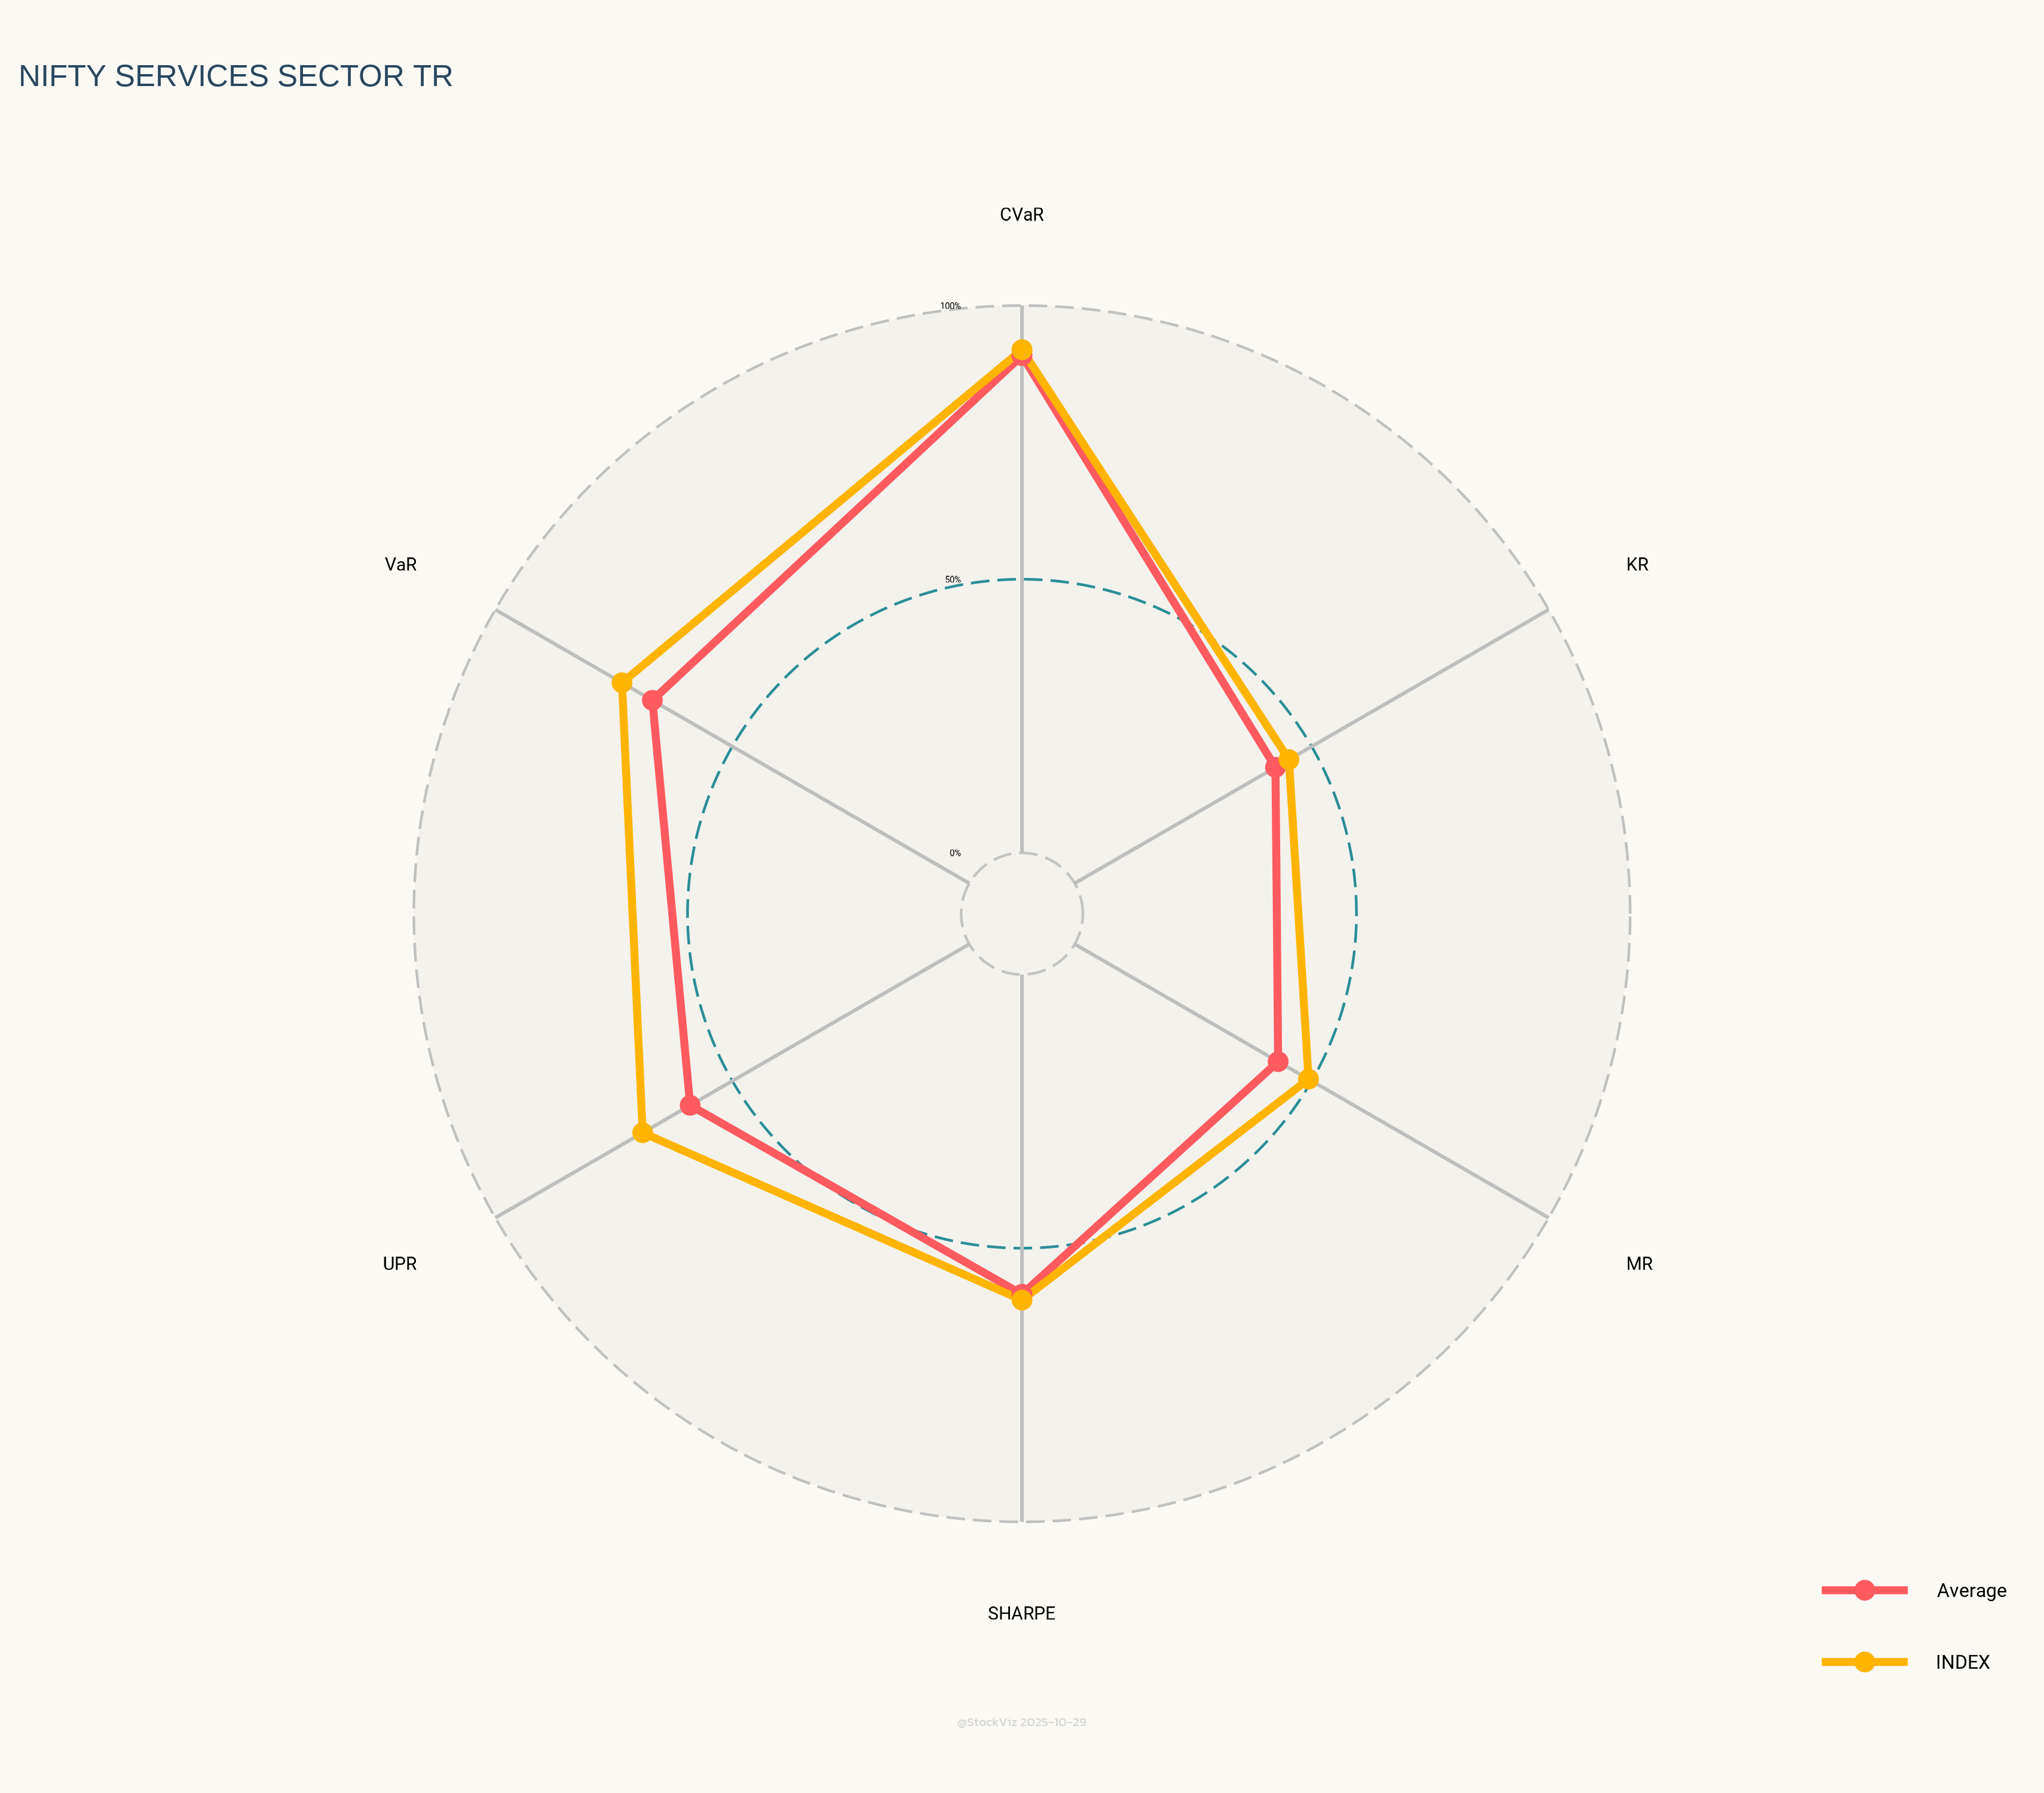 NIFTY SERVICES SECTOR TR
CVaR
100%
VaR
KR
50%
0%
UPR
MR
SHARPE
Average
INDEX
@StockViz 2025-10-29